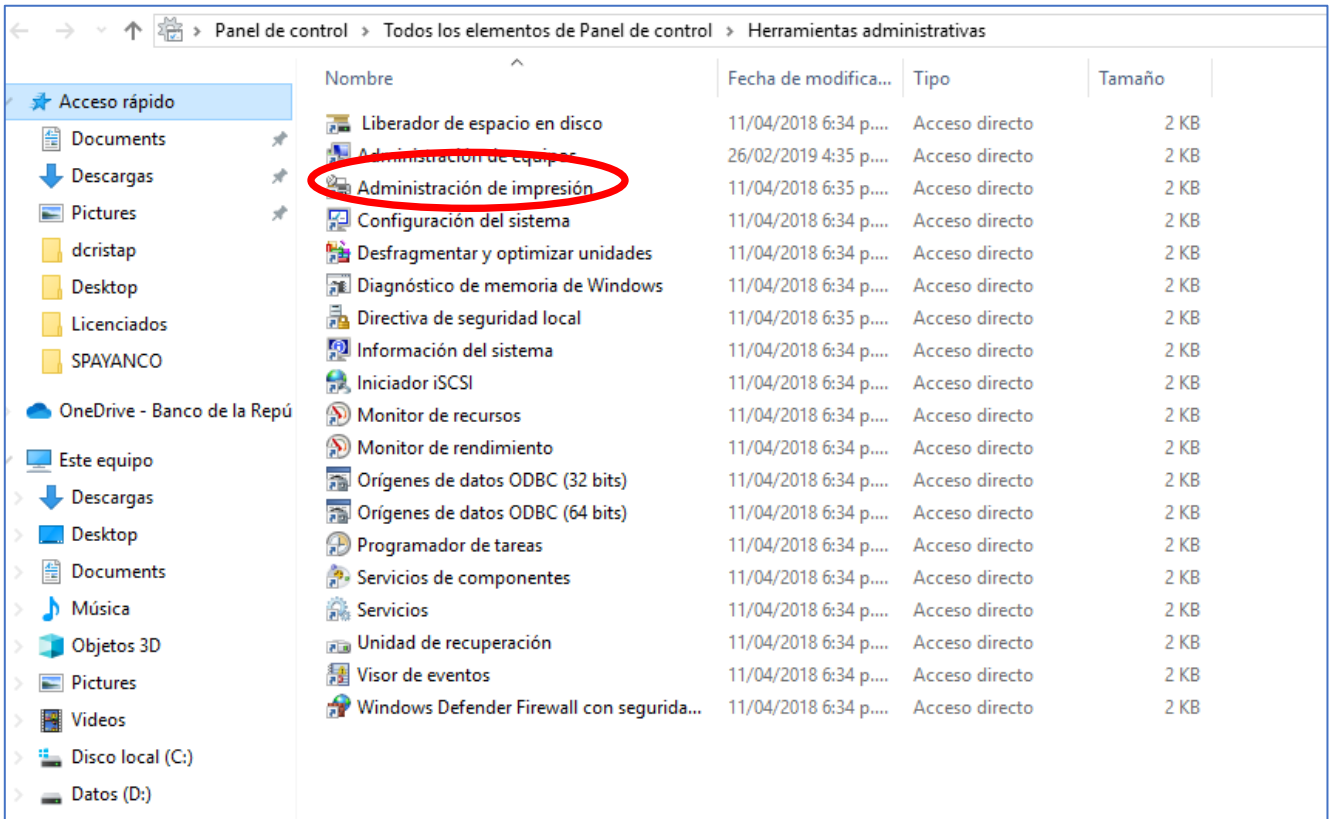 Panel de control > Todos los elementos de Panel de control > Herramientas administrativas
Nombre Fecha de modifica... Tipo Tamaño
Acceso rápido
Documents
Descargas
Pictures
dcristap
Desktop
Licenciados
SPAYANCO
OneDrive - Banco de la Repú
Este equipo
Descargas
Desktop
Documents
Música
Objetos 3D
Pictures
Videos
Disco local (C:)
Datos (D:)
Liberador de espacio en disco 11/04/2018 6:34 p.... Acceso directo 2 KB
Administración de equipos 26/02/2019 4:35 p.... Acceso directo 2 KB
Administración de impresión 11/04/2018 6:35 p.... Acceso directo 2 KB
Configuración del sistema 11/04/2018 6:34 p.... Acceso directo 2 KB
Desfragmentar y optimizar unidades 11/04/2018 6:34 p.... Acceso directo 2 KB
Diagnóstico de memoria de Windows 11/04/2018 6:34 p.... Acceso directo 2 KB
Directiva de seguridad local 11/04/2018 6:35 p.... Acceso directo 2 KB
Información del sistema 11/04/2018 6:34 p.... Acceso directo 2 KB
Iniciador iSCSI 11/04/2018 6:34 p.... Acceso directo 2 KB
Monitor de recursos 11/04/2018 6:34 p.... Acceso directo 2 KB
Monitor de rendimiento 11/04/2018 6:34 p.... Acceso directo 2 KB
Orígenes de datos ODBC (32 bits) 11/04/2018 6:34 p.... Acceso directo 2 KB
Orígenes de datos ODBC (64 bits) 11/04/2018 6:34 p.... Acceso directo 2 KB
Programador de tareas 11/04/2018 6:34 p.... Acceso directo 2 KB
Servicios de componentes 11/04/2018 6:34 p.... Acceso directo 2 KB
Servicios 11/04/2018 6:34 p.... Acceso directo 2 KB
Unidad de recuperación 11/04/2018 6:34 p.... Acceso directo 2 KB
Visor de eventos 11/04/2018 6:34 p.... Acceso directo 2 KB
Windows Defender Firewall con segurida... 11/04/2018 6:34 p.... Acceso directo 2 KB